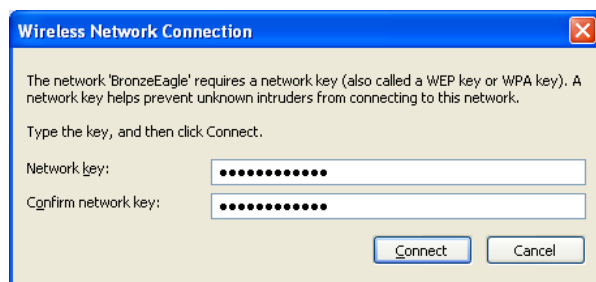 Wireless Network Connection
The network 'BronzeEagle' requires a network key (also called a WEP key or WPA key). A
network key helps prevent unknown intruders from connecting to this network.
Type the key, and then click Connect.
Network key: ●●●●●●●●●●●●
Confirm network key: ●●●●●●●●●●●●
Connect Cancel